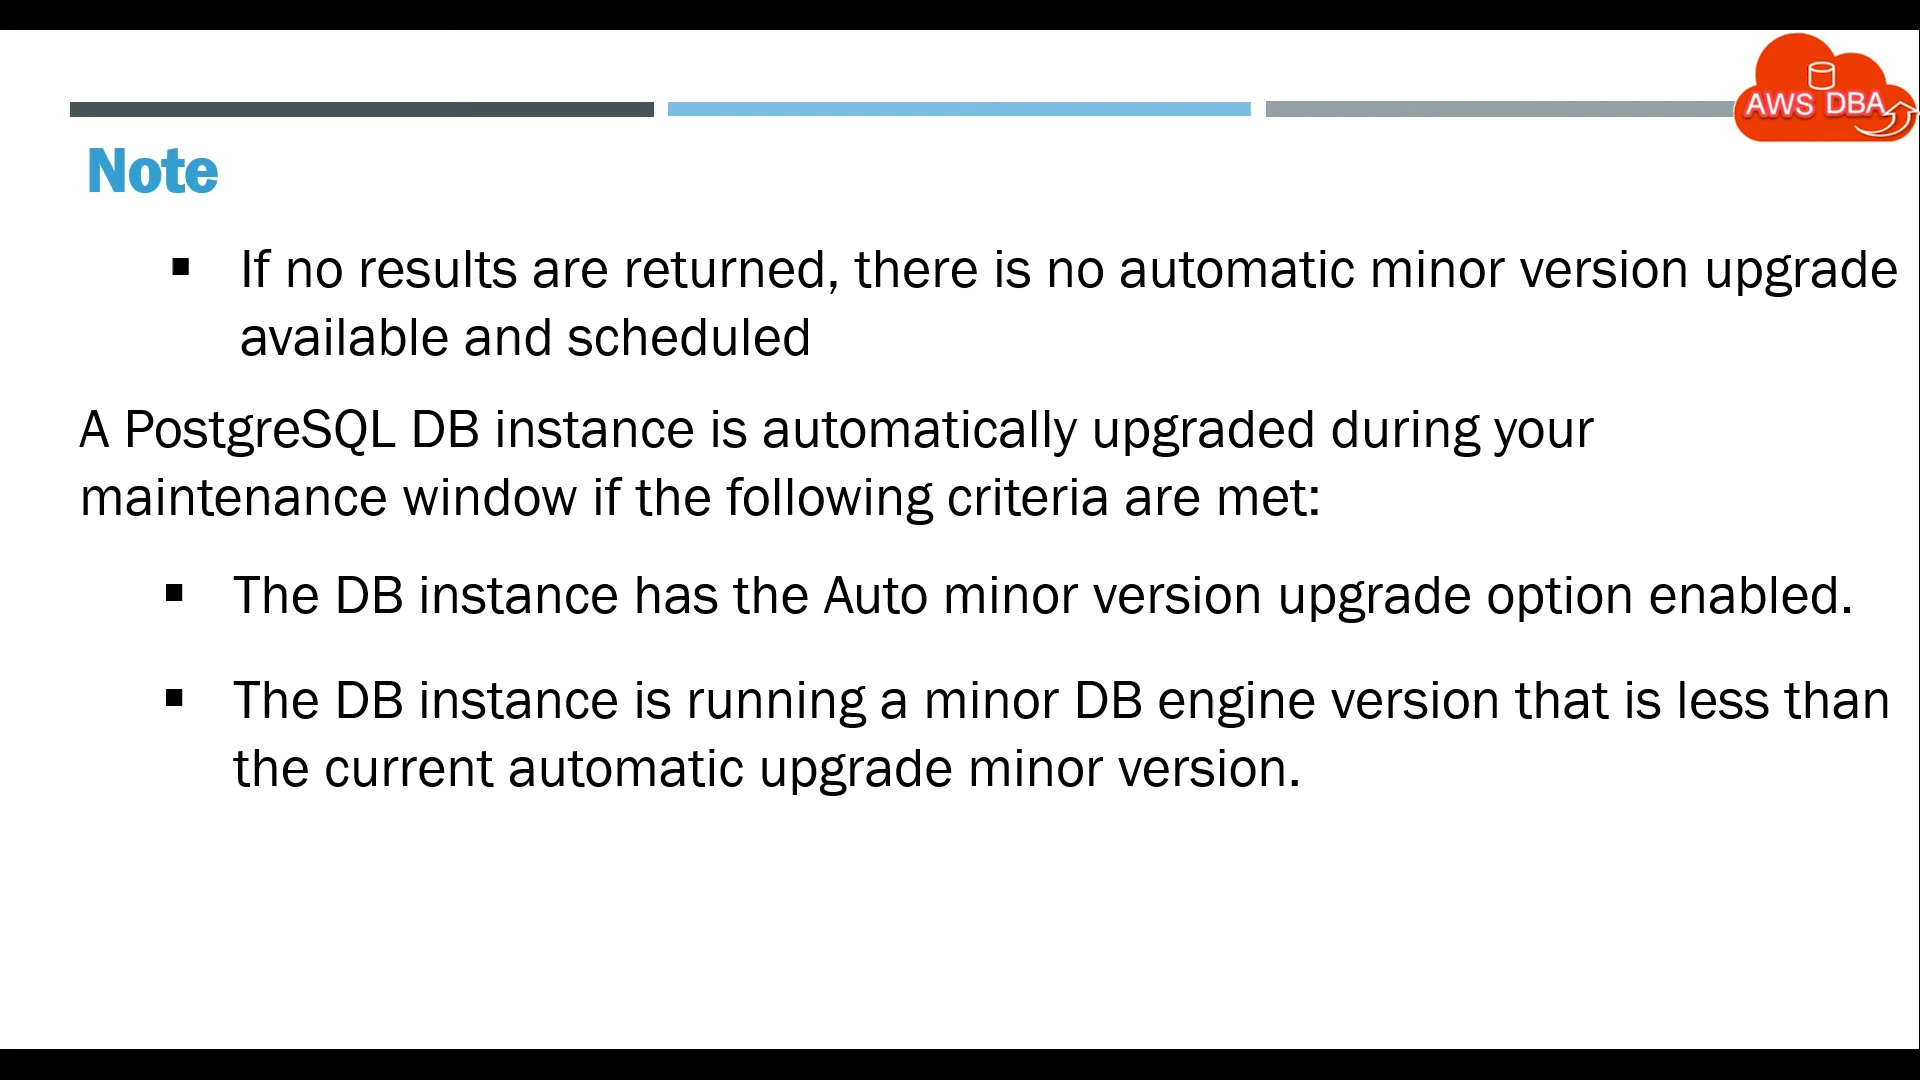 AWS DBA
Note
▪ If no results are returned, there is no automatic minor version upgrade
available and scheduled
A PostgreSQL DB instance is automatically upgraded during your
maintenance window if the following criteria are met:
▪ The DB instance has the Auto minor version upgrade option enabled.
▪ The DB instance is running a minor DB engine version that is less than
the current automatic upgrade minor version.